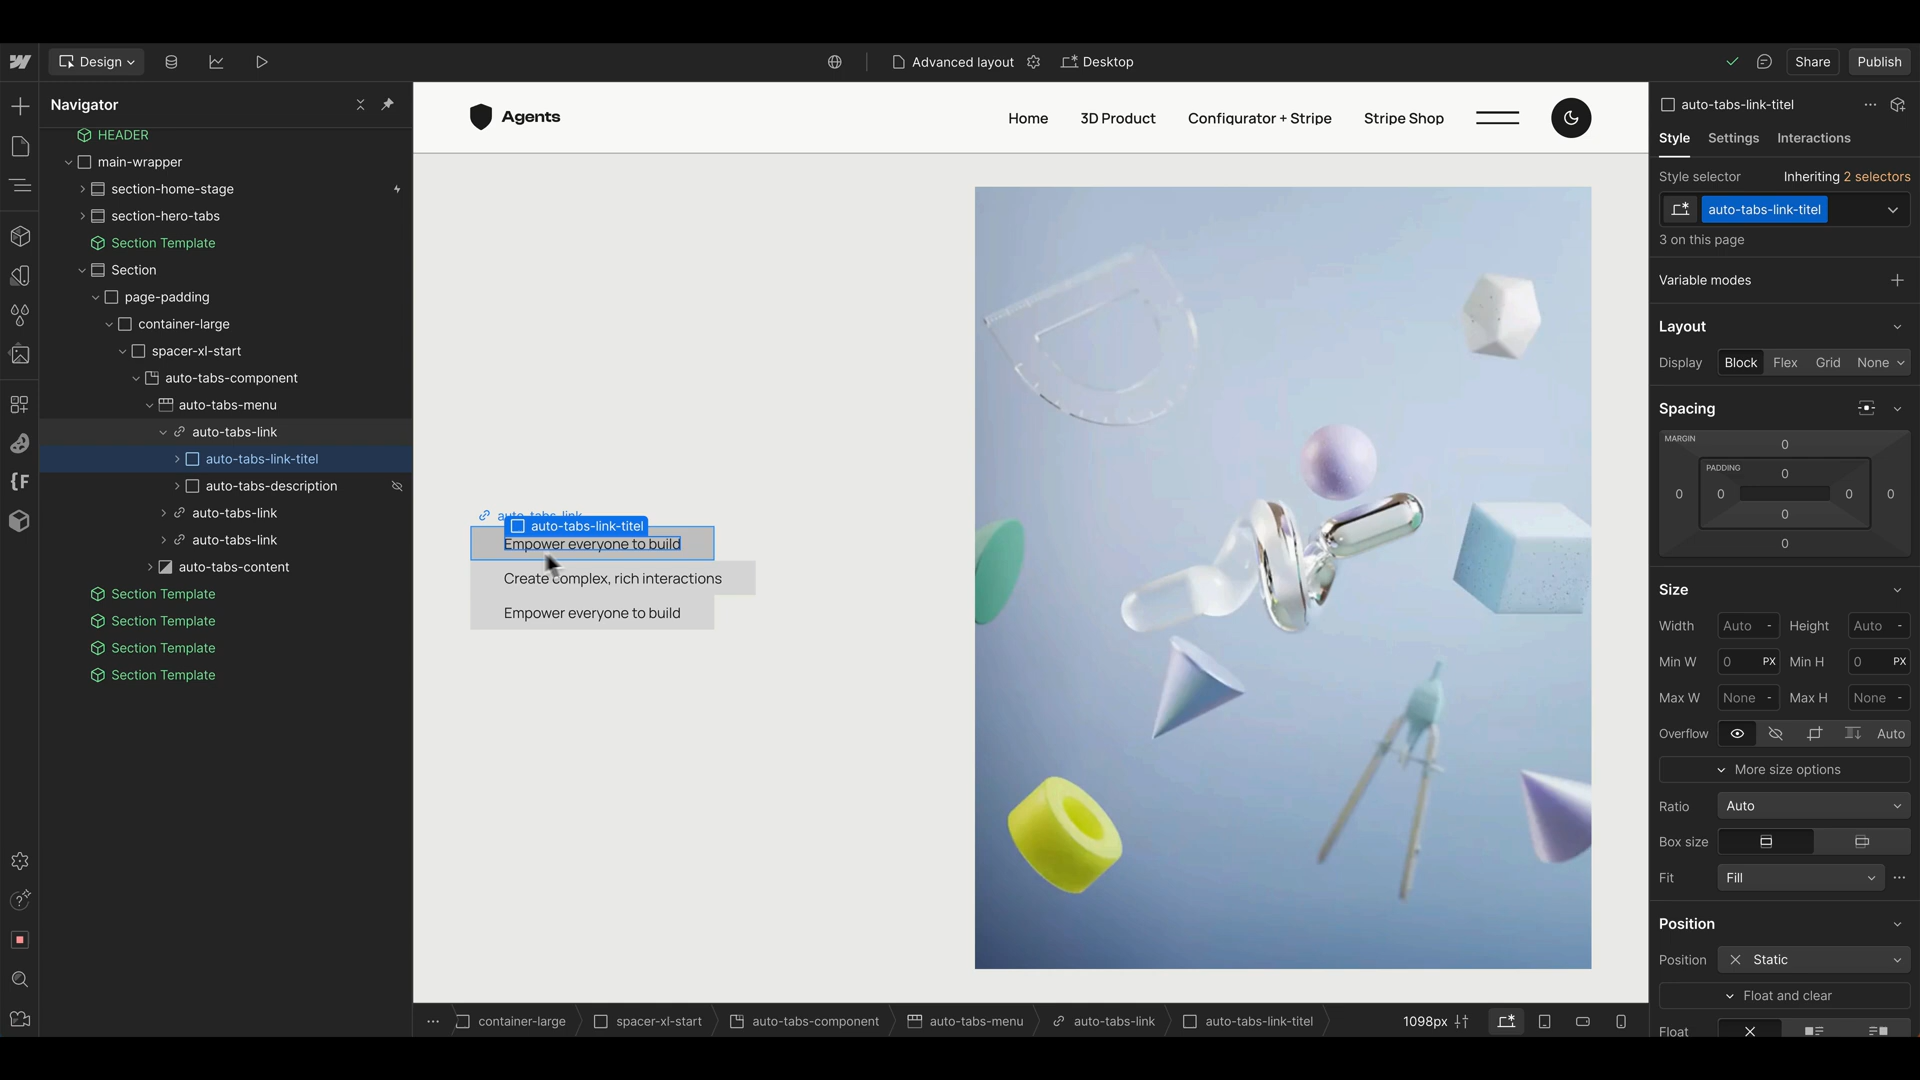 Design
Advanced layout
Desktop
Share
Publish
Navigator
HEADER
main-wrapper
section-home-stage
section-hero-tabs
Section Template
Section
page-padding
container-large
spacer-xl-start
auto-tabs-component
auto-tabs-menu
auto-tabs-link
auto-tabs-link-titel
auto-tabs-description
auto-tabs-link
auto-tabs-link
auto-tabs-content
Section Template
Section Template
Section Template
Section Template
Agents
Home
3D Product
Configurator + Stripe
Stripe Shop
auto-tabs-link
auto-tabs-link-titel
Empower everyone to build
Create complex, rich interactions
Empower everyone to build
container-large
spacer-xl-start
auto-tabs-component
auto-tabs-menu
auto-tabs-link
auto-tabs-link-titel
1098px
auto-tabs-link-titel
Style Settings Interactions
Style selector Inheriting 2 selectors
auto-tabs-link-titel
3 on this page
Variable modes
Layout
Display Block Flex Grid None
Spacing
MARGIN
0
PADDING
0
0 0 0 0
0
0
Size
Width Auto - Height Auto -
Min W 0 PX Min H 0 PX
Max W None - Max H None -
Overflow Auto
More size options
Ratio Auto
Box size
Fit Fill
Position
Position Static
Float and clear
Float